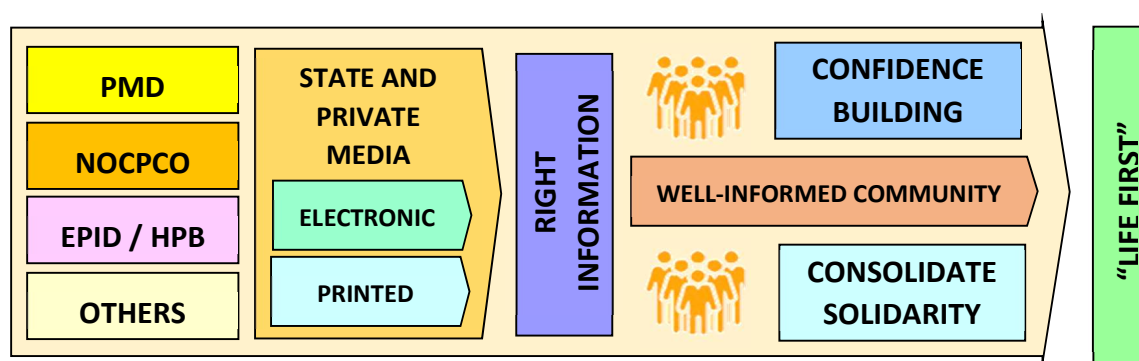 PMD
NOCPCO
EPID / HPB
OTHERS
STATE AND
PRIVATE
MEDIA
ELECTRONIC
PRINTED
RIGHT
INFORMATION
CONFIDENCE
BUILDING
WELL-INFORMED COMMUNITY
CONSOLIDATE
SOLIDARITY
“LIFE FIRST”